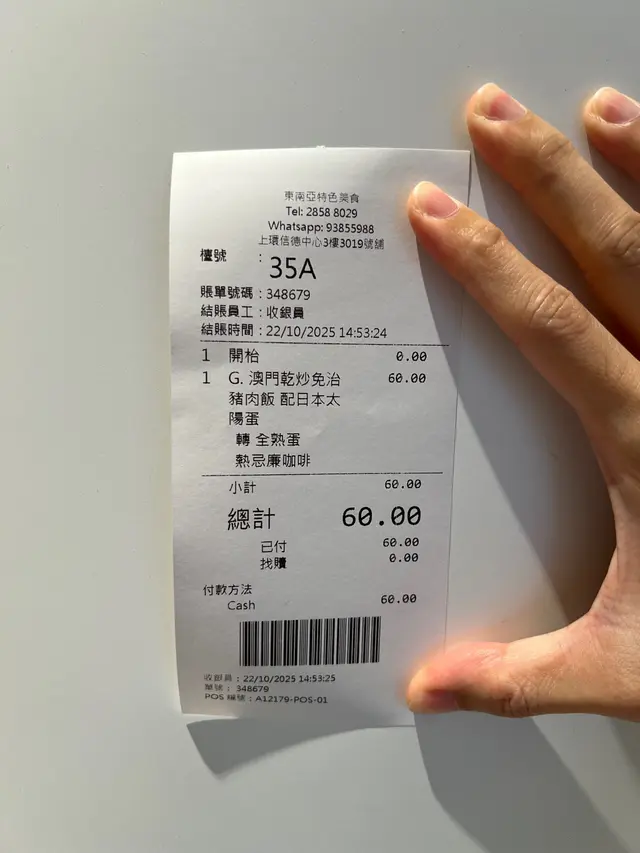 東南亞特色美食
Tel: 2858 8029
Whatsapp: 93855988
上環信德中心3樓3019號舖
檯號 : 35A
賬單號碼 : 348679
結賬員工 : 收銀員
結賬時間 : 22/10/2025 14:53:24
1 開枱 0.00
1 G. 澳門乾炒免治 60.00
豬肉飯 配日本太
陽蛋
轉 全熟蛋
熱忌廉咖啡
小計 60.00
總計 60.00
已付 60.00
找贖 0.00
付款方法
Cash 60.00
收銀員 : 22/10/2025 14:53:25
單號 : 348679
POS 編號 : A12179-POS-01